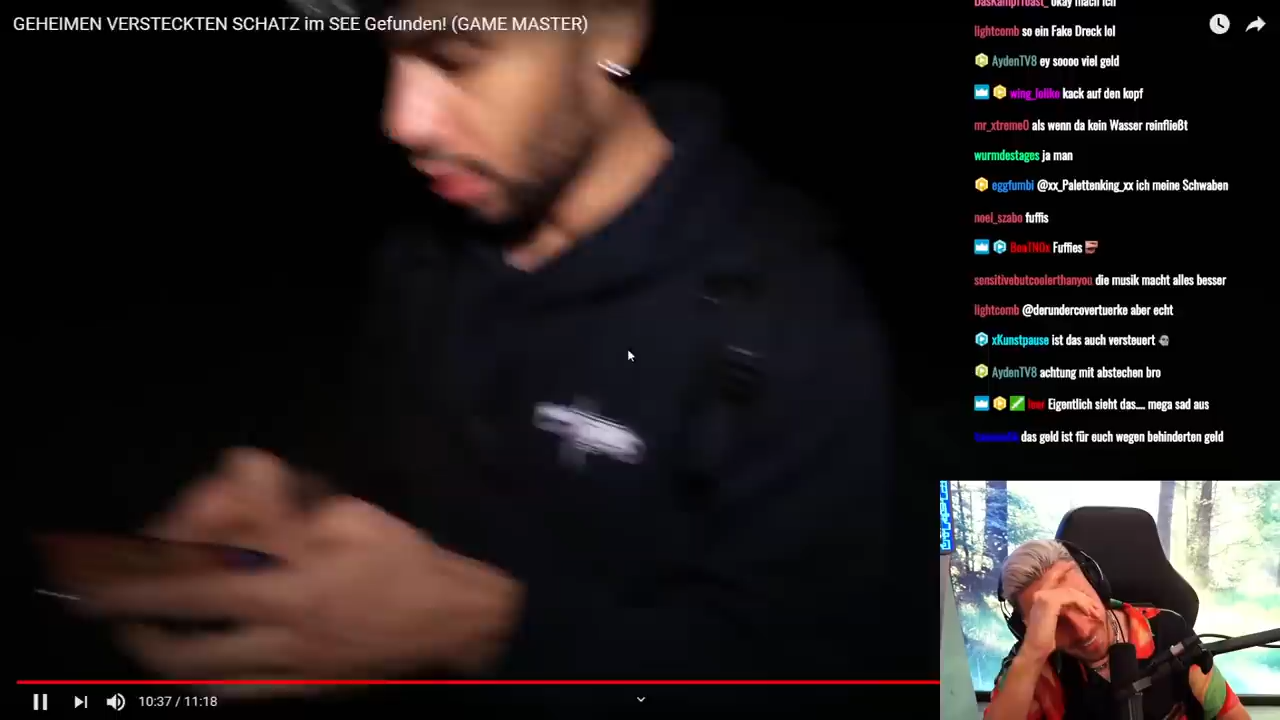 GEHEIMEN VERSTECKTEN SCHATZ im SEE Gefunden! (GAME MASTER)
DasKampfToast_ okay mach ich
lightcomb so ein Fake Dreck lol
AydenTV8 ey soooo viel geld
wing_loliko kack auf den kopf
mr_xtreme0 als wenn da kein Wasser reinfließt
wurmdestages ja man
eggfumbi @xx_Palettenking_xx ich meine Schwaben
noel_szabo fuffis
BeaTN0x Fuffies
sensitivebutcoolerthanyou die musik macht alles besser
lightcomb @derundercovertuerke aber echt
xKunstpause ist das auch versteuert
AydenTV8 achtung mit abstechen bro
Eigentlich sieht das.... mega sad aus
das geld ist für euch wegen behinderten geld
10:37 / 11:18